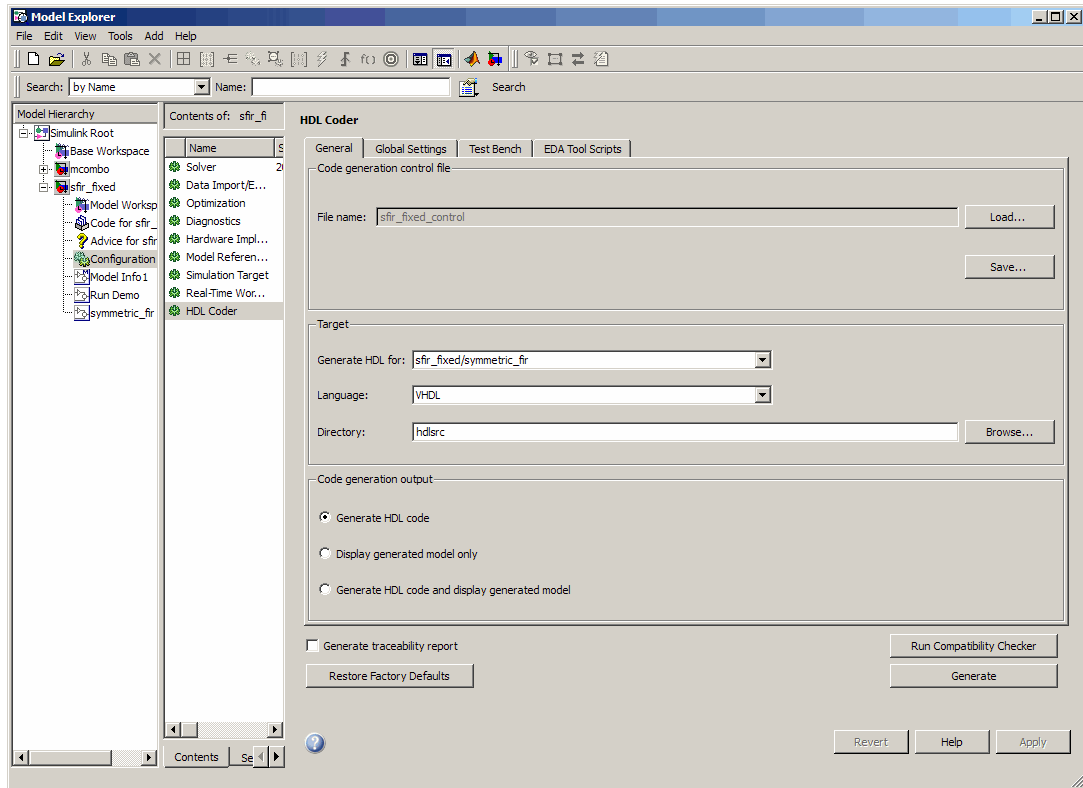 Model Explorer
File Edit View Tools Add Help
f()
Search: by Name Name: Search
Model Hierarchy
Simulink Root
Base Workspace
mcombo
sfir_fixed
Model Worksp
Code for sfir_
Advice for sfir
Configuration
Model Info1
Run Demo
symmetric_fir
Contents of: sfir_fi
Name S
Solver 20
Data Import/E...
Optimization
Diagnostics
Hardware Impl...
Model Referen...
Simulation Target
Real-Time Wor...
HDL Coder
Contents Se
HDL Coder
General Global Settings Test Bench EDA Tool Scripts
Code generation control file
File name: sfir_fixed_control Load...
Save...
Target
Generate HDL for: sfir_fixed/symmetric_fir
Language: VHDL
Directory: hdlsrc Browse...
Code generation output
Generate HDL code
Display generated model only
Generate HDL code and display generated model
Generate traceability report Run Compatibility Checker
Restore Factory Defaults Generate
? Revert Help Apply